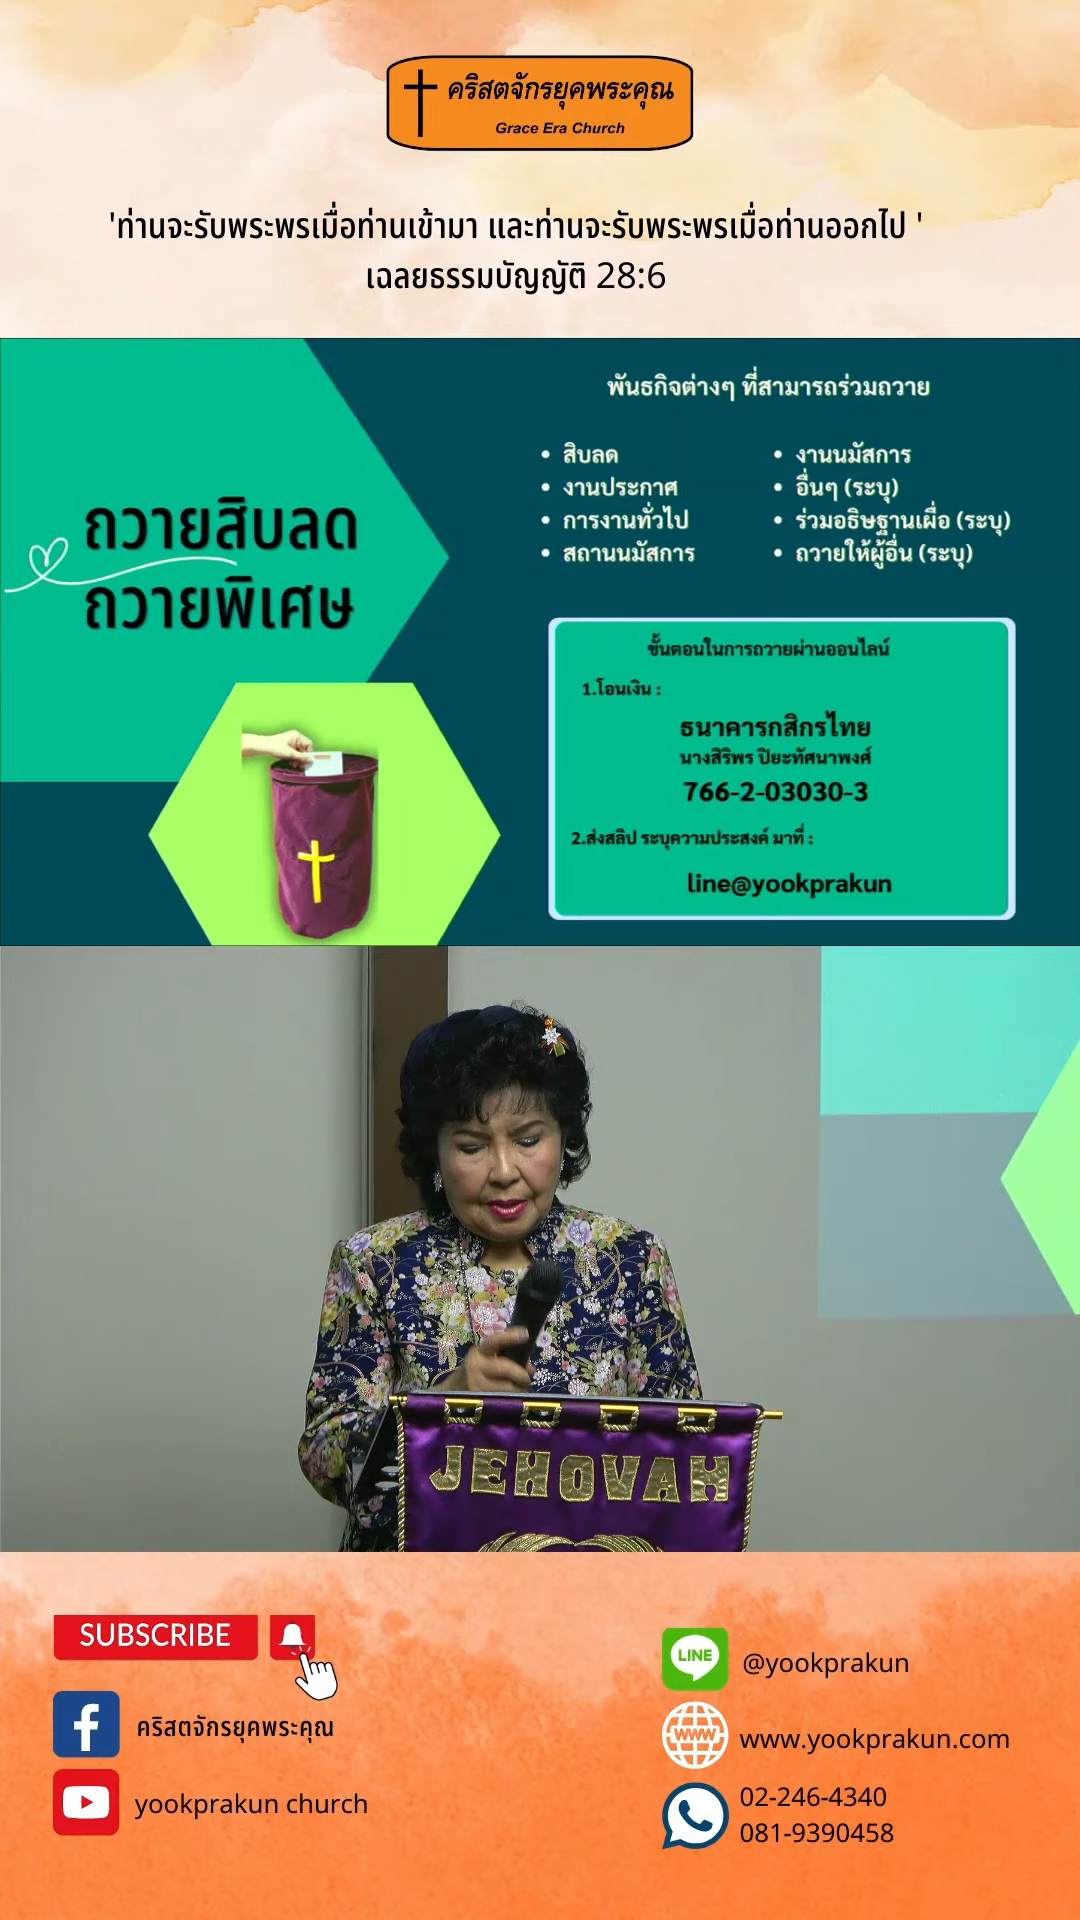 คริสตจักรยุคพระคุณ
Grace Era Church
'ท่านจะรับพระพรเมื่อท่านเข้ามา และท่านจะรับพระพรเมื่อท่านออกไป '
เฉลยธรรมบัญญัติ 28:6
ถวายสิบลด
ถวายพิเศษ
พันธกิจต่างๆ ที่สามารถร่วมถวาย
• สิบลด
• งานประกาศ
• การงานทั่วไป
• สถานนมัสการ
• งานนมัสการ
• อื่นๆ (ระบุ)
• ร่วมอธิษฐานเผื่อ (ระบุ)
• ถวายให้ผู้อื่น (ระบุ)
ขั้นตอนในการถวายผ่านออนไลน์
1.โอนเงิน :
ธนาคารกสิกรไทย
นางสิริพร ปิยะทัศนาพงศ์
766-2-03030-3
2.ส่งสลิป ระบุความประสงค์ มาที่ :
line@yookprakun
JEHOVAH
SUBSCRIBE
คริสตจักรยุคพระคุณ
yookprakun church
LINE
@yookprakun
WWW
www.yookprakun.com
02-246-4340
081-9390458